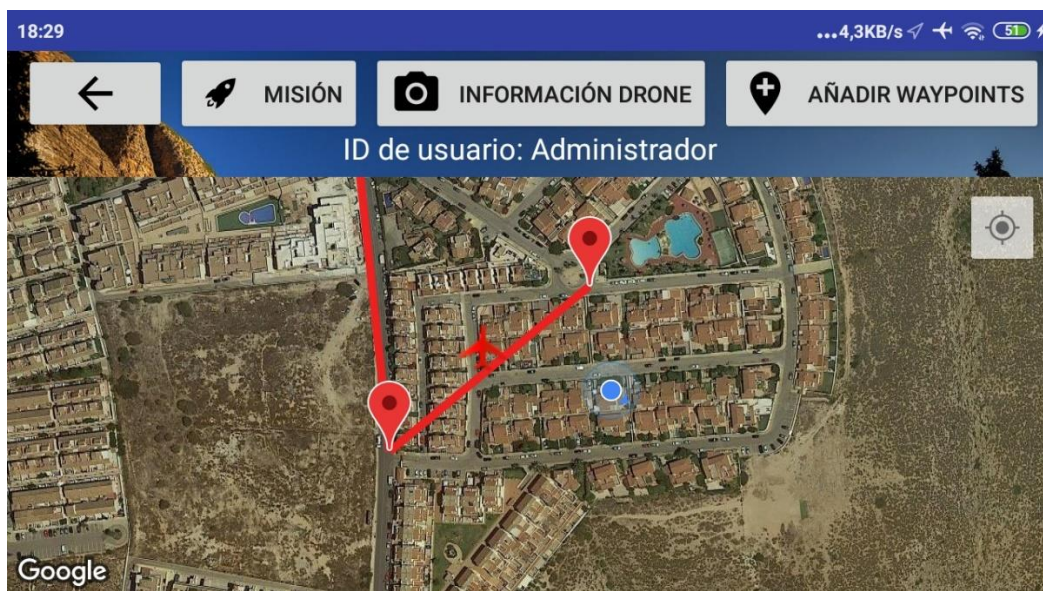 18:29
...4,3KB/s
51
MISIÓN
INFORMACIÓN DRONE
AÑADIR WAYPOINTS
ID de usuario: Administrador
Google